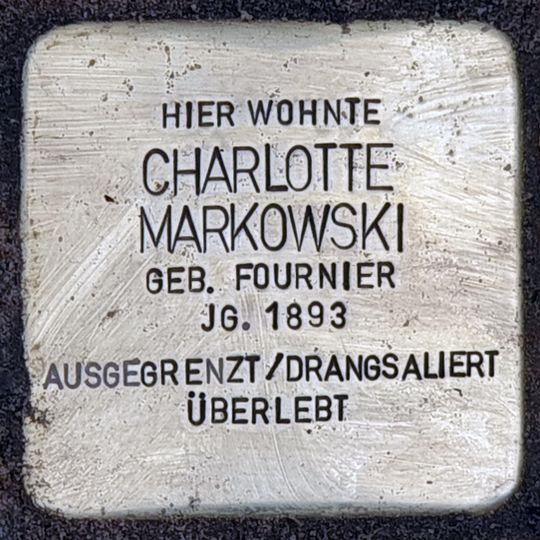 HIER WOHNTE
CHARLOTTE
MARKOWSKI
GEB. FOURNIER
JG. 1893
AUSGEGRENZT/DRANGSALIERT
ÜBERLEBT